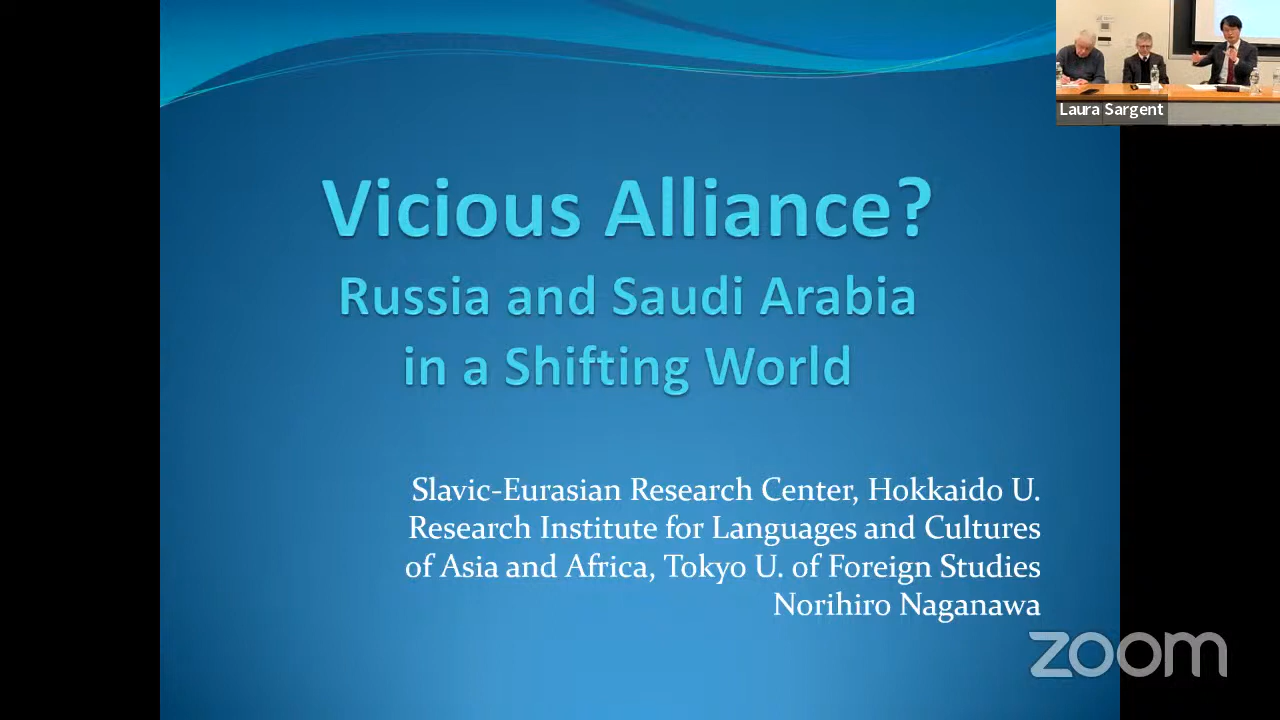 Laura Sargent
Vicious Alliance?
Russia and Saudi Arabia
in a Shifting World
Slavic-Eurasian Research Center, Hokkaido U.
Research Institute for Languages and Cultures
of Asia and Africa, Tokyo U. of Foreign Studies
Norihiro Naganawa
zoom